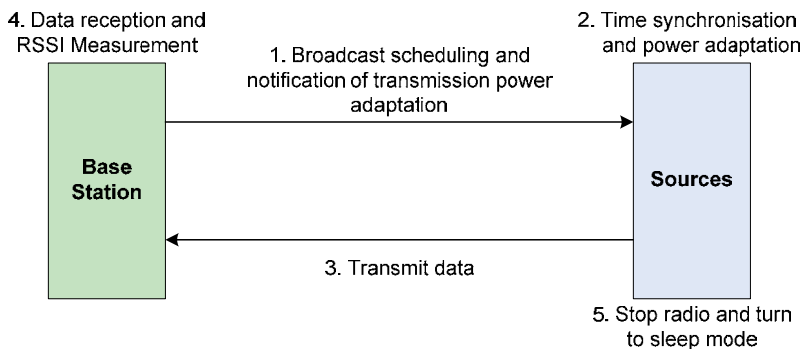 4. Data reception and
RSSI Measurement
1. Broadcast scheduling and
notification of transmission power
adaptation
2. Time synchronisation
and power adaptation
Base
Station
Sources
3. Transmit data
5. Stop radio and turn
to sleep mode